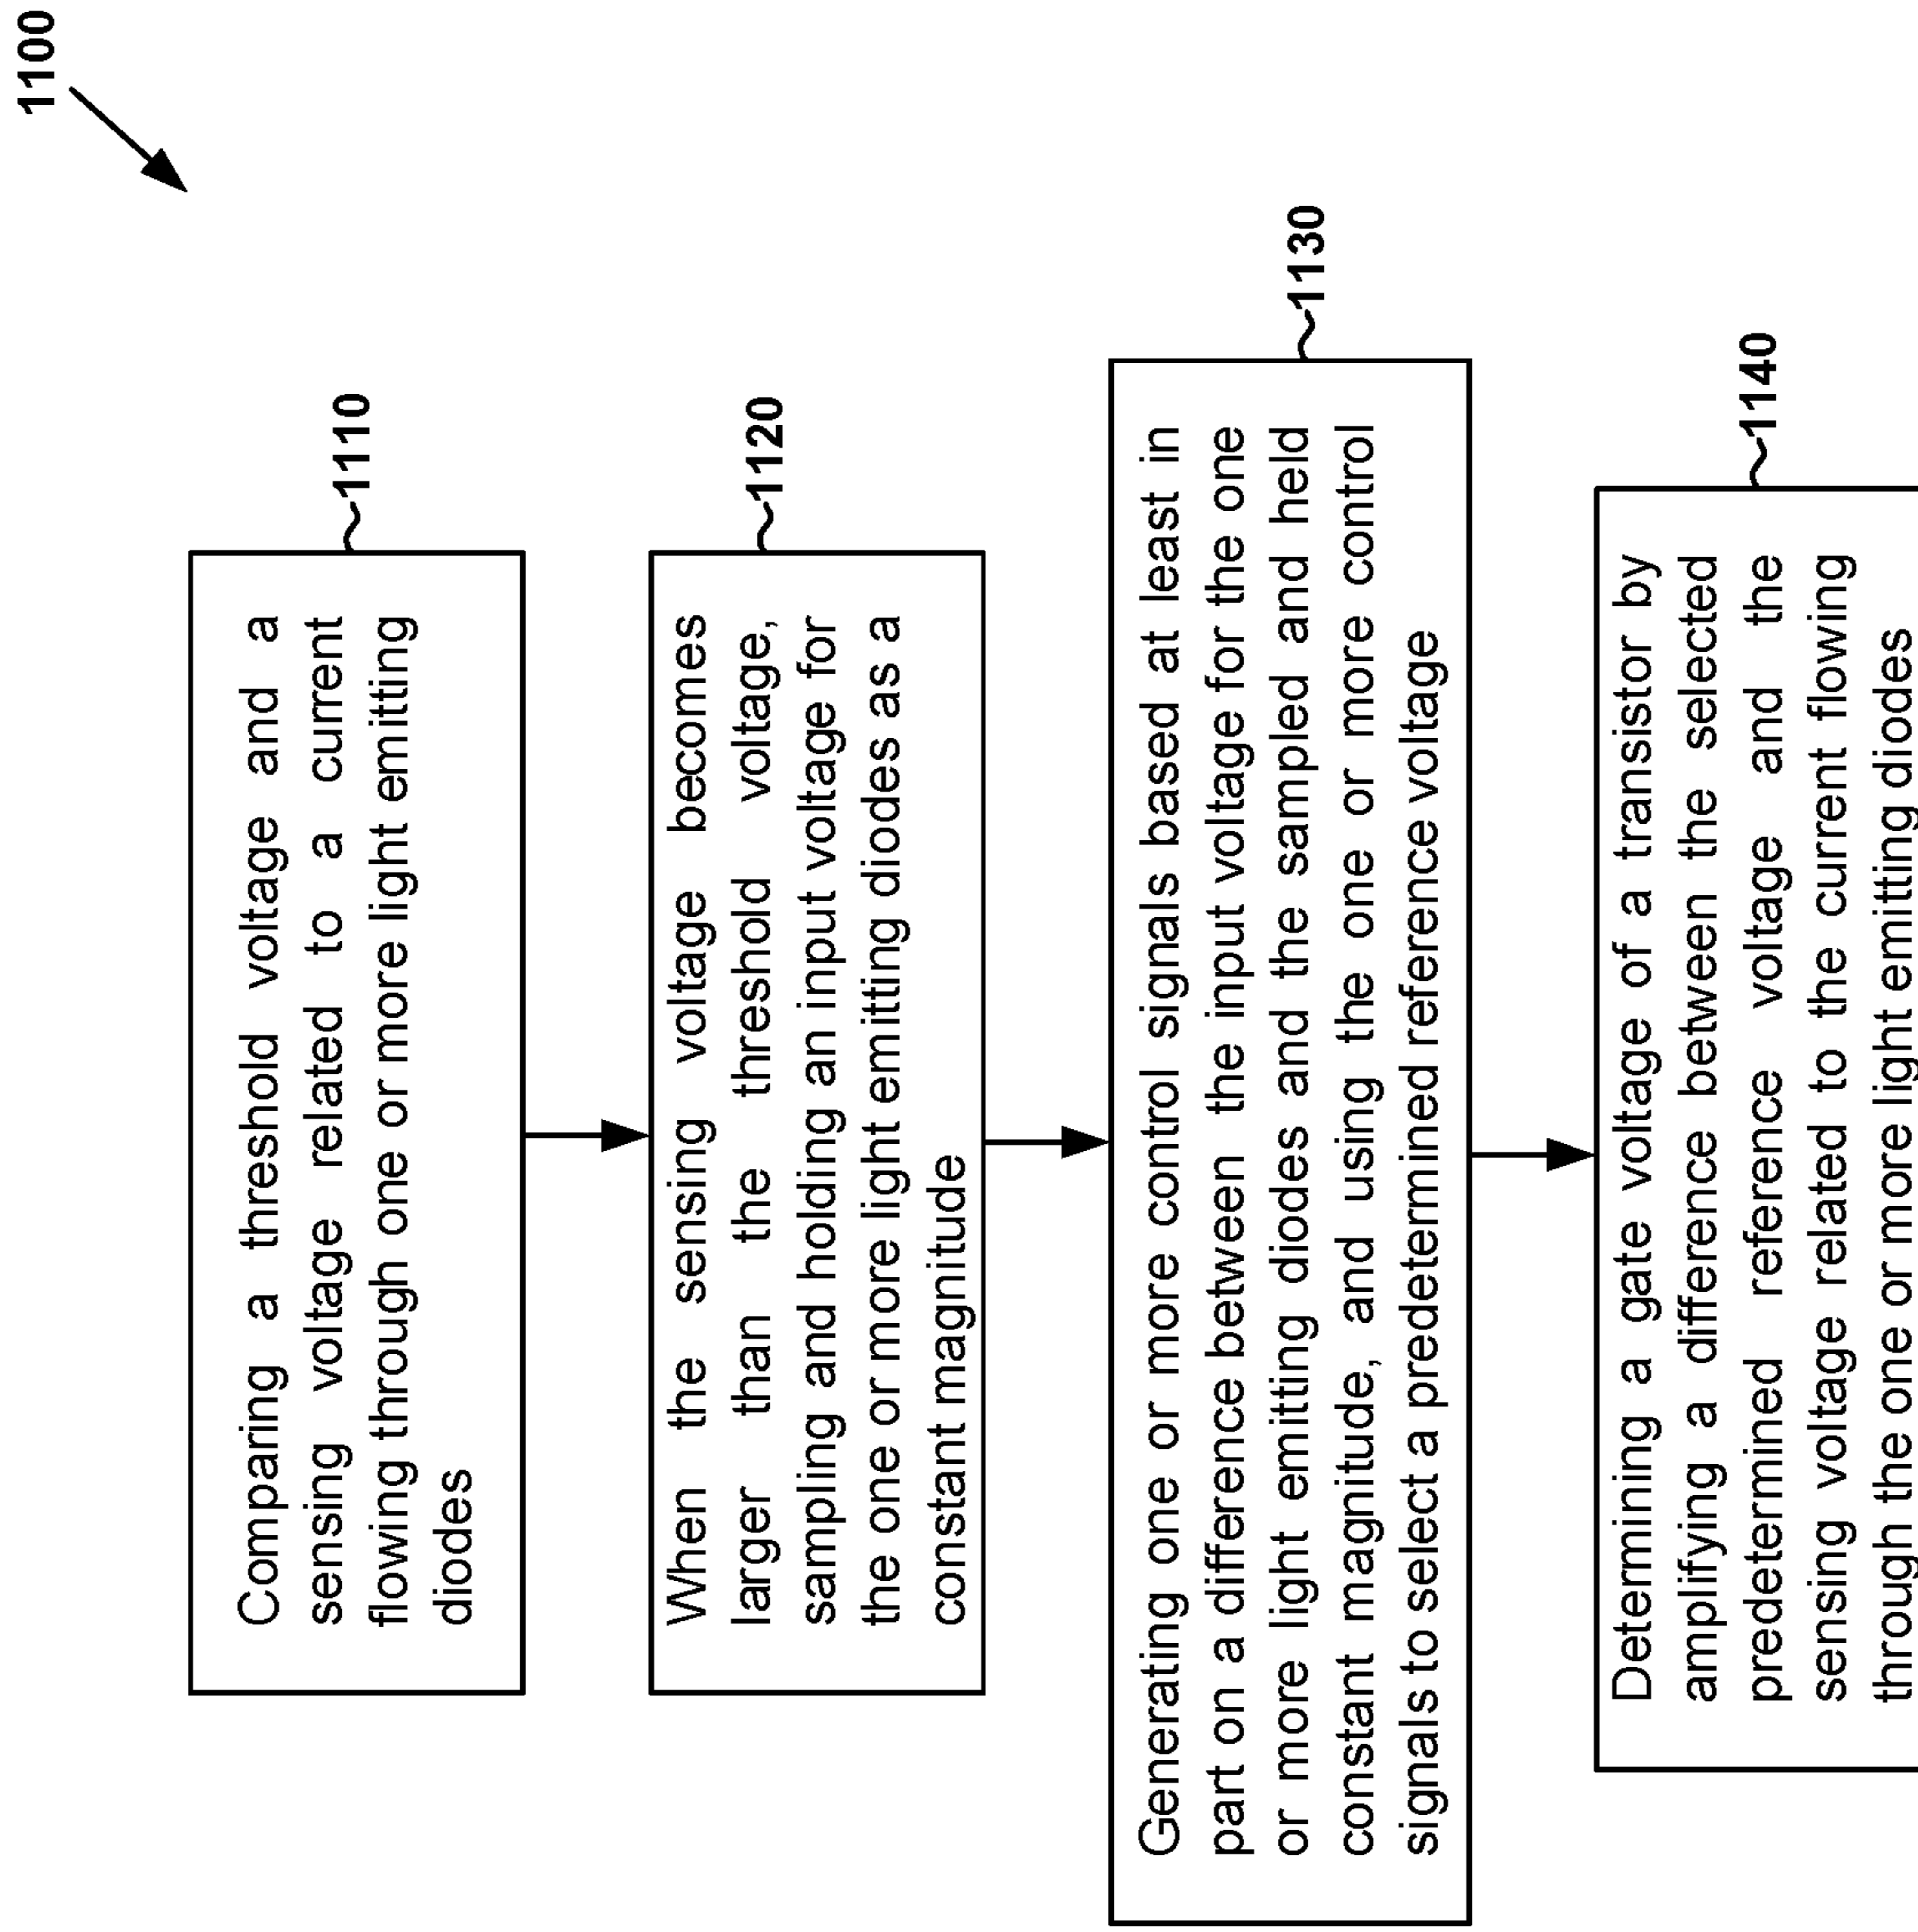 1100
Comparing a threshold voltage and a
sensing voltage related to a current
flowing through one or more light emitting
diodes
1110
When the sensing voltage becomes
larger than the threshold voltage,
sampling and holding an input voltage for
the one or more light emitting diodes as a
constant magnitude
1120
Generating one or more control signals based at least in
part on a difference between the input voltage for the one
or more light emitting diodes and the sampled and held
constant magnitude, and using the one or more control
signals to select a predetermined reference voltage
1130
Determining a gate voltage of a transistor by
amplifying a difference between the selected
predetermined reference voltage and the
sensing voltage related to the current flowing
through the one or more light emitting diodes
1140